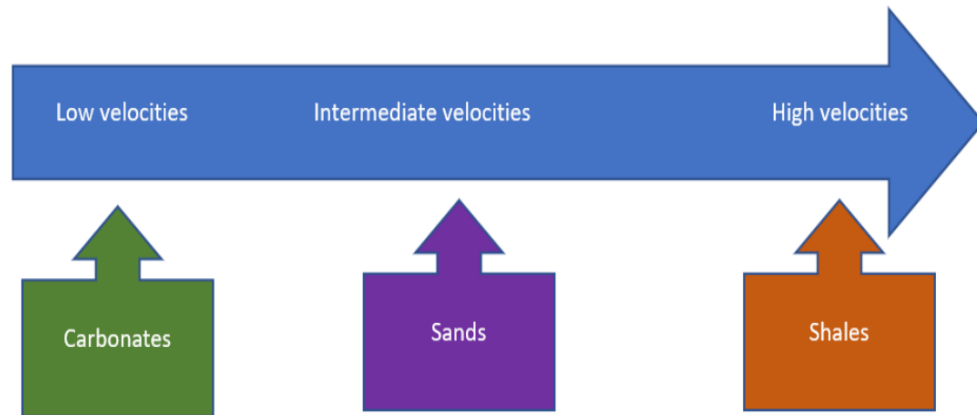 Low velocities
Intermediate velocities
High velocities
Carbonates
Sands
Shales